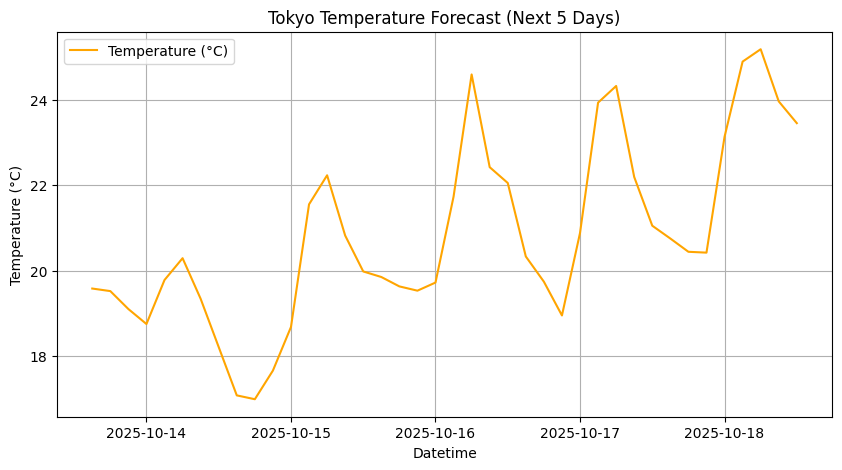 Tokyo Temperature Forecast (Next 5 Days)
Temperature (°C)
Temperature (°C)
24
22
20
18
2025-10-14
2025-10-15
2025-10-16
2025-10-17
2025-10-18
Datetime